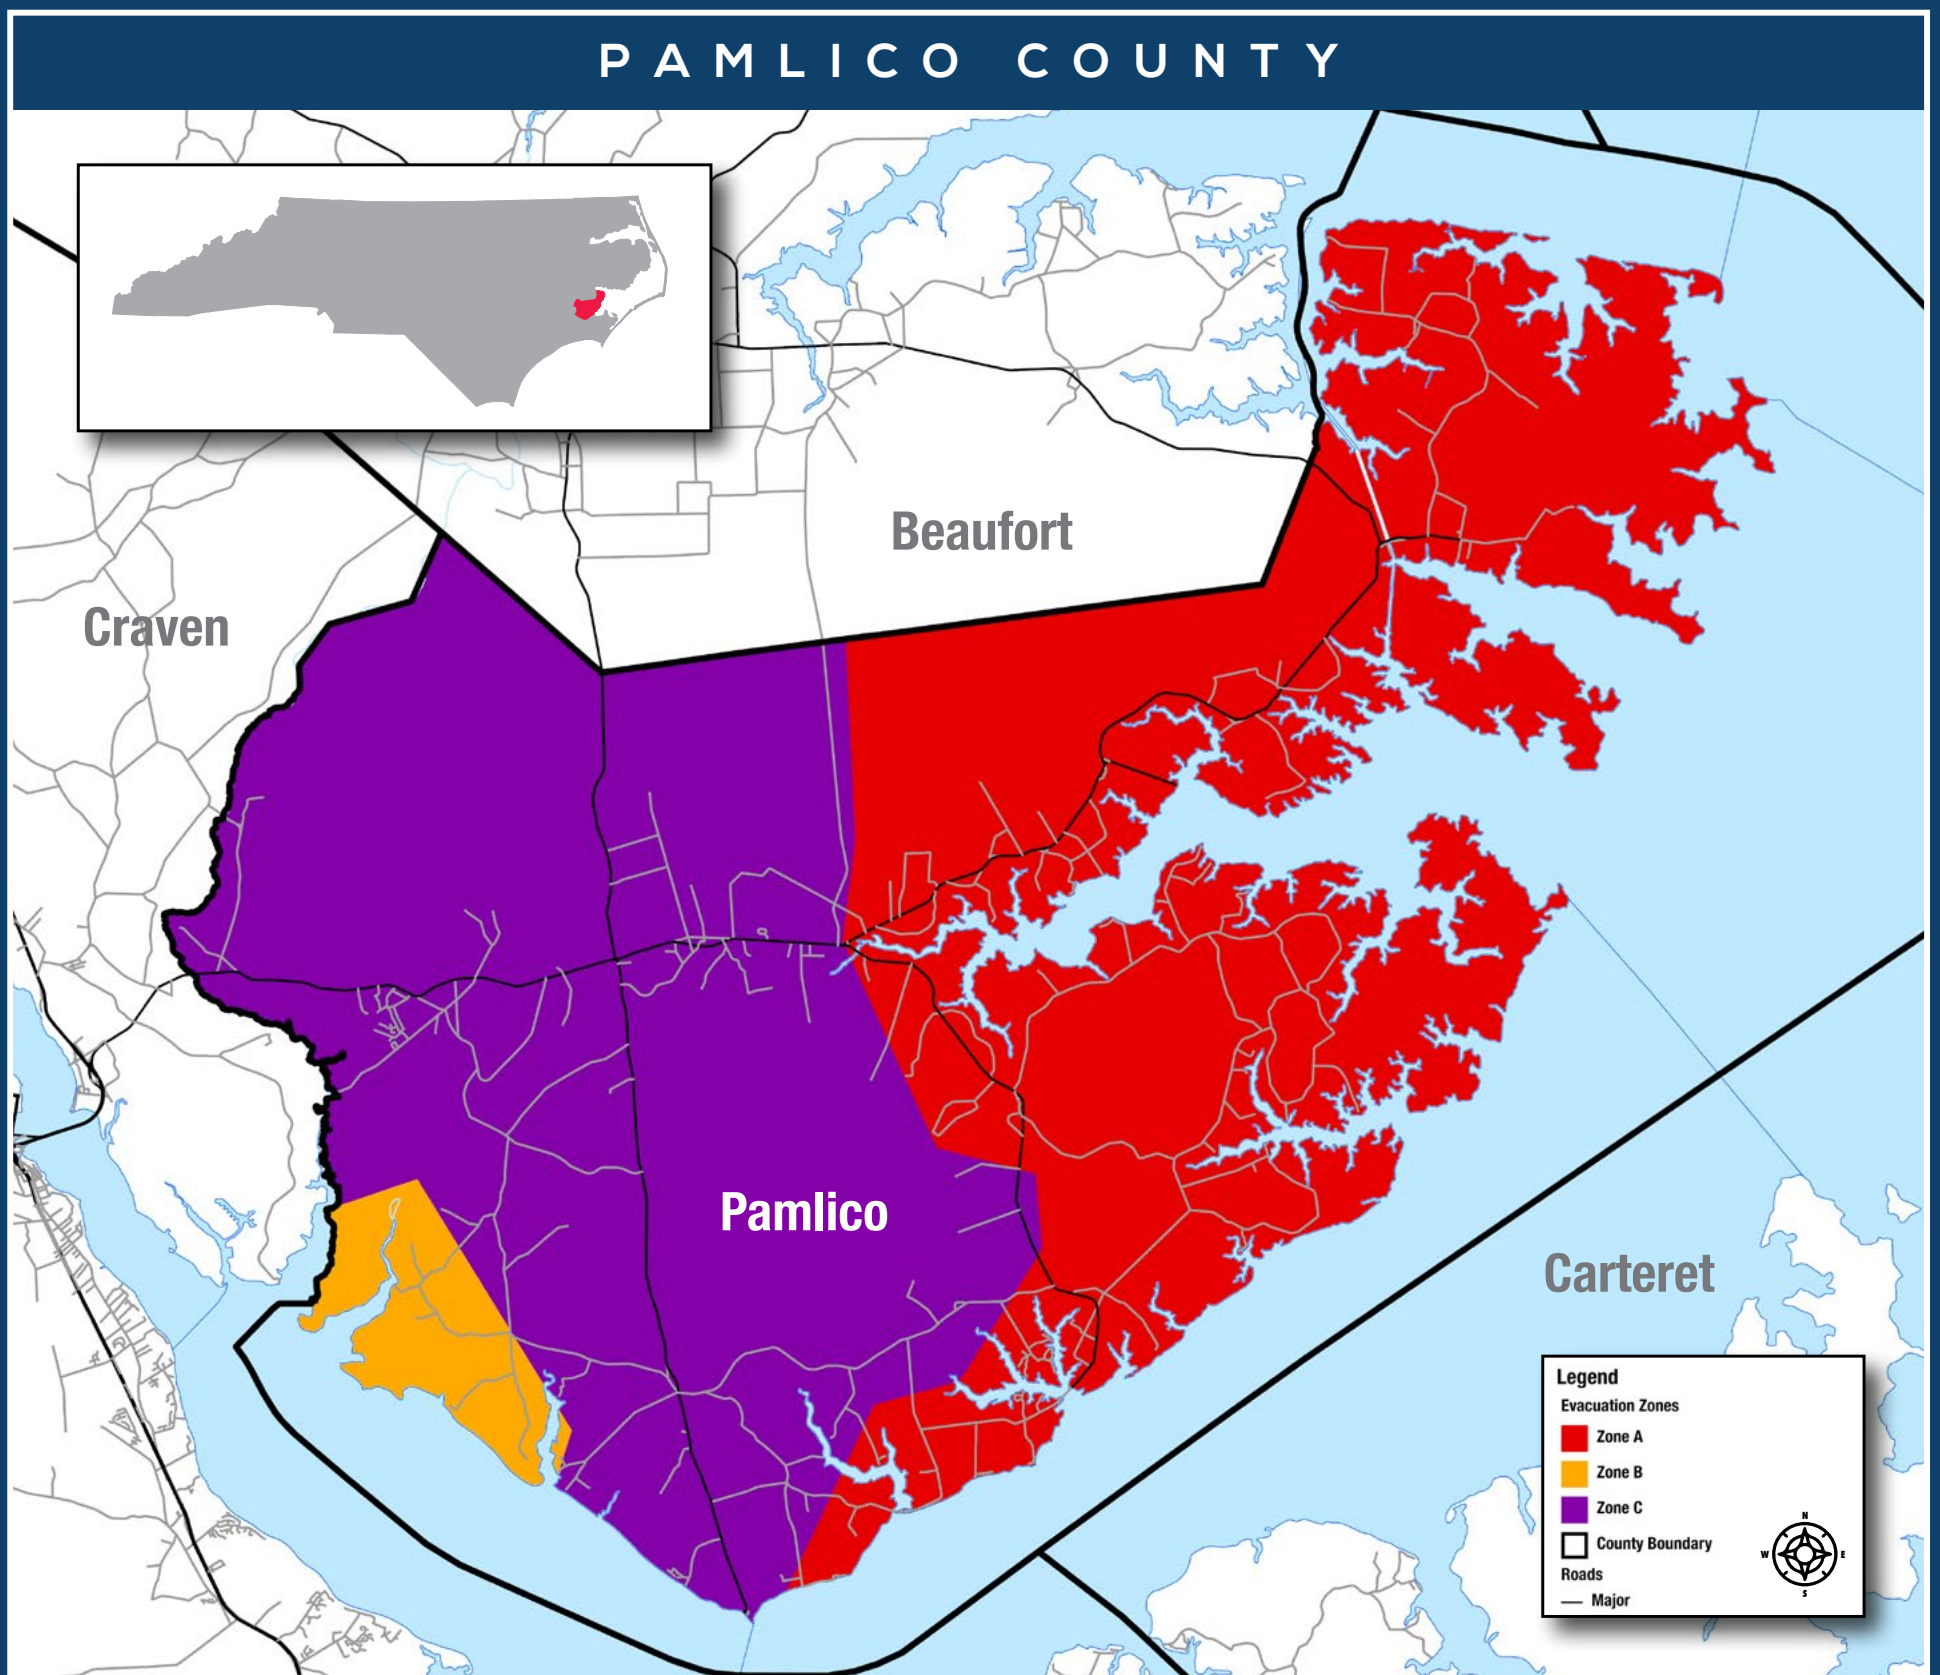 PAMLICO COUNTY
Beaufort
Craven
Pamlico
Carteret
Legend
Evacuation Zones
Zone A
Zone B
Zone C
County Boundary
Roads
Major
N
W
E
S